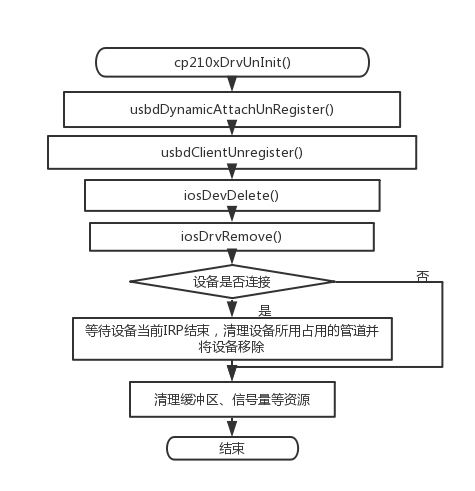 cp210xDrvUnInit()
usbdDynamicAttachUnRegister()
usbdClientUnregister()
iosDevDelete()
iosDrvRemove()
设备是否连接
否
是
等待设备当前IRP结束，清理设备所用占用的管道并
将设备移除
清理缓冲区、信号量等资源
结束